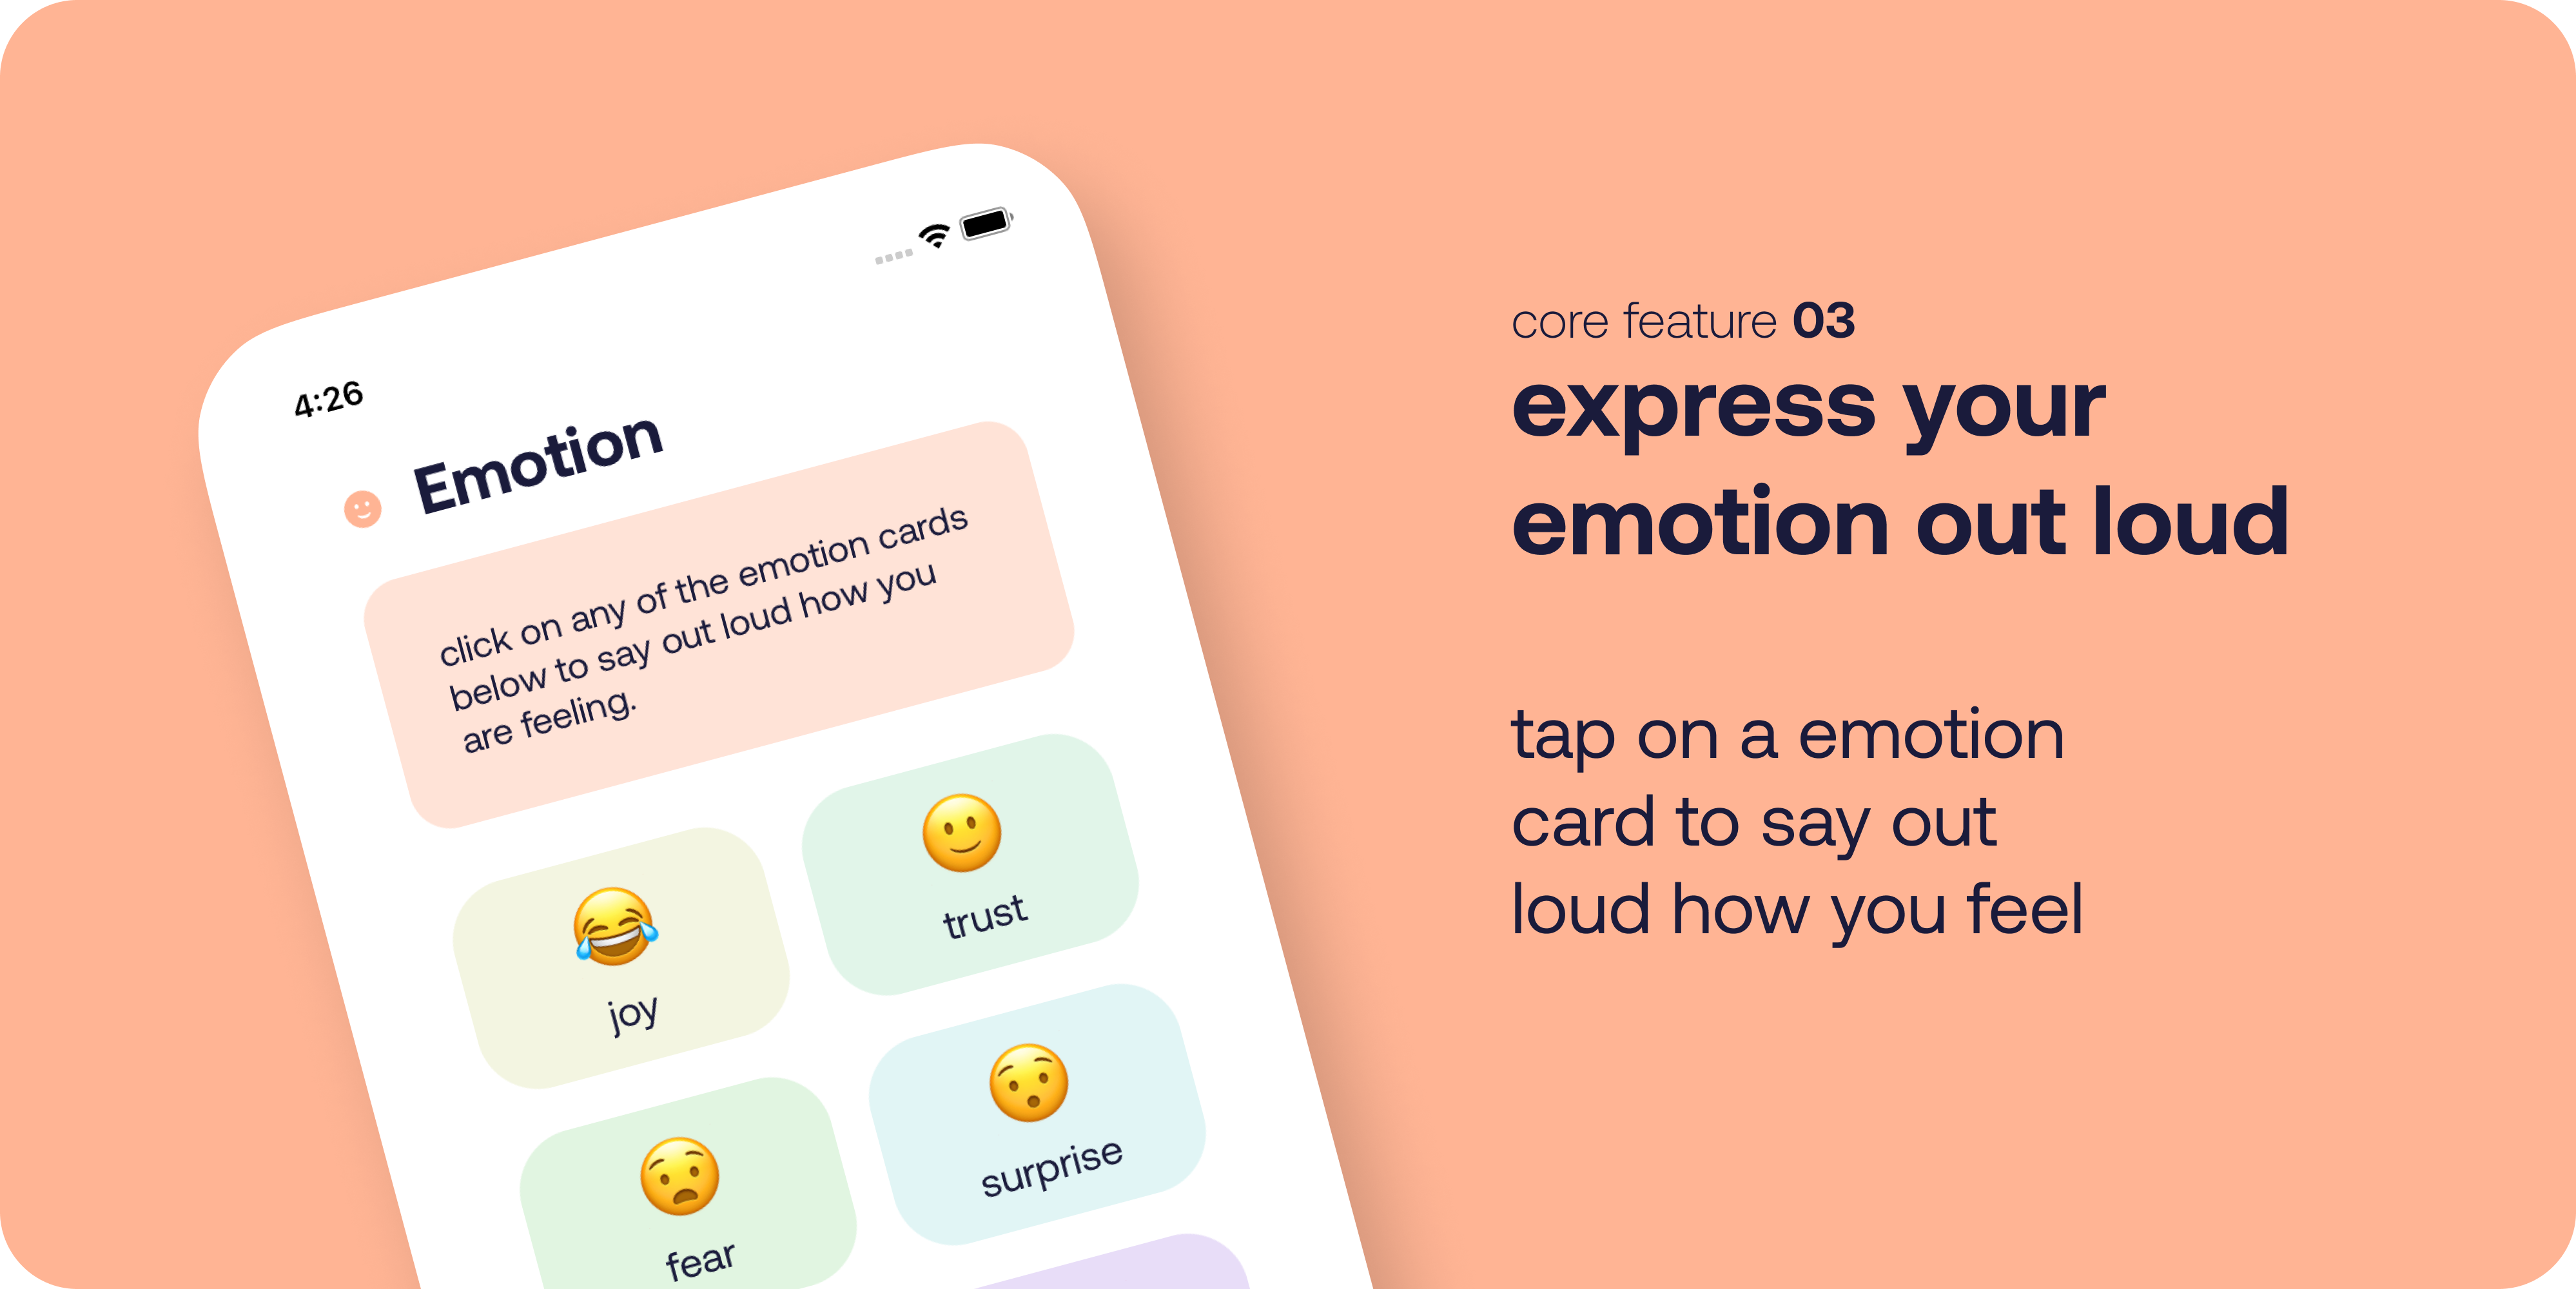 4:26
Emotion
click on any of the emotion cards
below to say out loud how you
are feeling.
joy
trust
fear
surprise
core feature 03
express your
emotion out loud
tap on a emotion
card to say out
loud how you feel